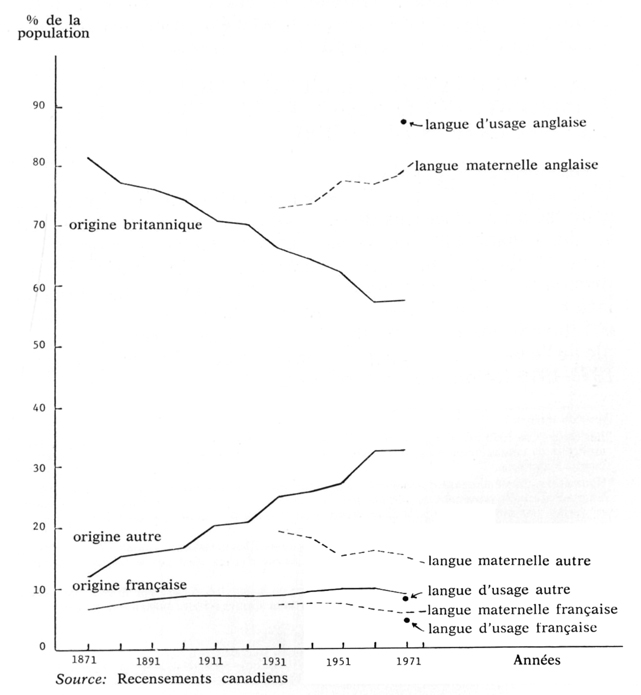 % de la
population
90
langue d'usage anglaise
80
langue maternelle anglaise
70
origine britannique
60
50
40
30
20
origine autre
langue maternelle autre
10
origine française
langue d'usage autre
langue maternelle française
langue d'usage française
0
1871 1891 1911 1931 1951 1971 Années
Source: Recensements canadiens